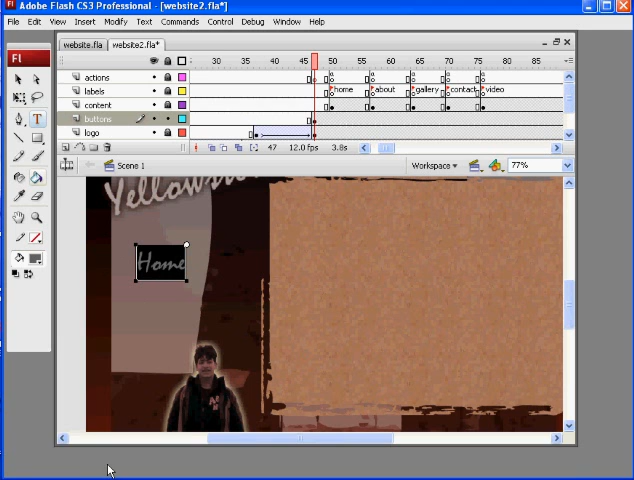 Adobe Flash CS3 Professional - [website2.fla*]
File Edit View Insert Modify Text Commands Control Debug Window Help
website.fla website2.fla*
Fl
30 35 40 45 50 55 60 65 70 75 80 85
actions
labels home about gallery contact video
content
buttons
logo
47 12.0 fps 3.8s
Scene 1 Workspace 77%
Home